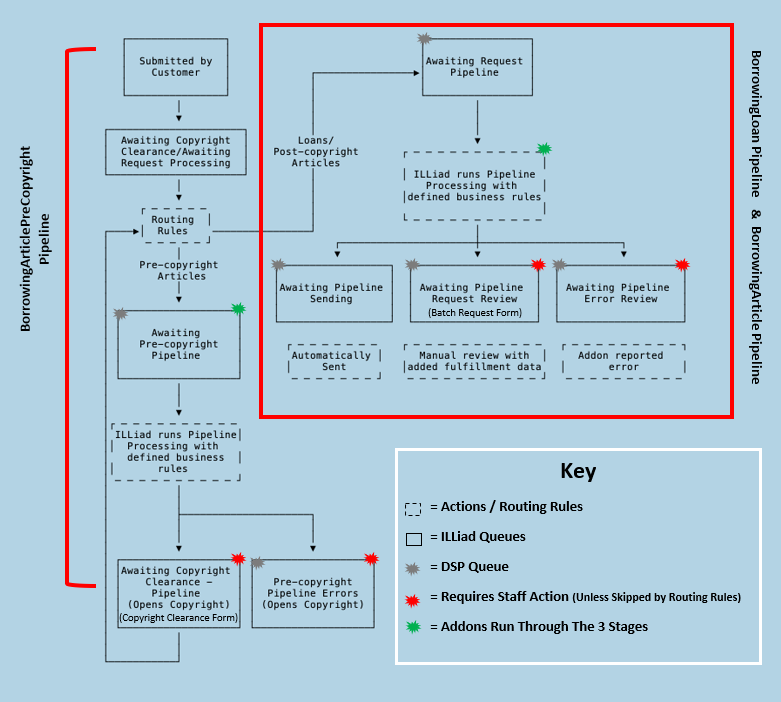 BorrowingArticlePreCopyright
Pipeline
Submitted by
Customer
Awaiting Copyright
Clearance/Awaiting
Request Processing
Routing
Rules
Pre-copyright
Articles
Awaiting
Pre-copyright
Pipeline
ILLiad runs Pipeline
Processing with
defined business
rules
Awaiting Copyright
Clearance –
Pipeline
(Opens Copyright)
(Copyright Clearance Form)
Pre-copyright
Pipeline Errors
(Opens Copyright)
Loans/
Post-copyright
Articles
Awaiting Request
Pipeline
ILLiad runs Pipeline
Processing with
defined business rules
Awaiting Pipeline
Sending
Awaiting Pipeline
Request Review
(Batch Request Form)
Awaiting Pipeline
Error Review
Automatically
Sent
Manual review with
added fulfillment data
Addon reported
error
BorrowingLoan Pipeline & BorrowingArticle Pipeline
Key
= Actions / Routing Rules
= ILLiad Queues
= DSP Queue
= Requires Staff Action (Unless Skipped by Routing Rules)
= Addons Run Through The 3 Stages